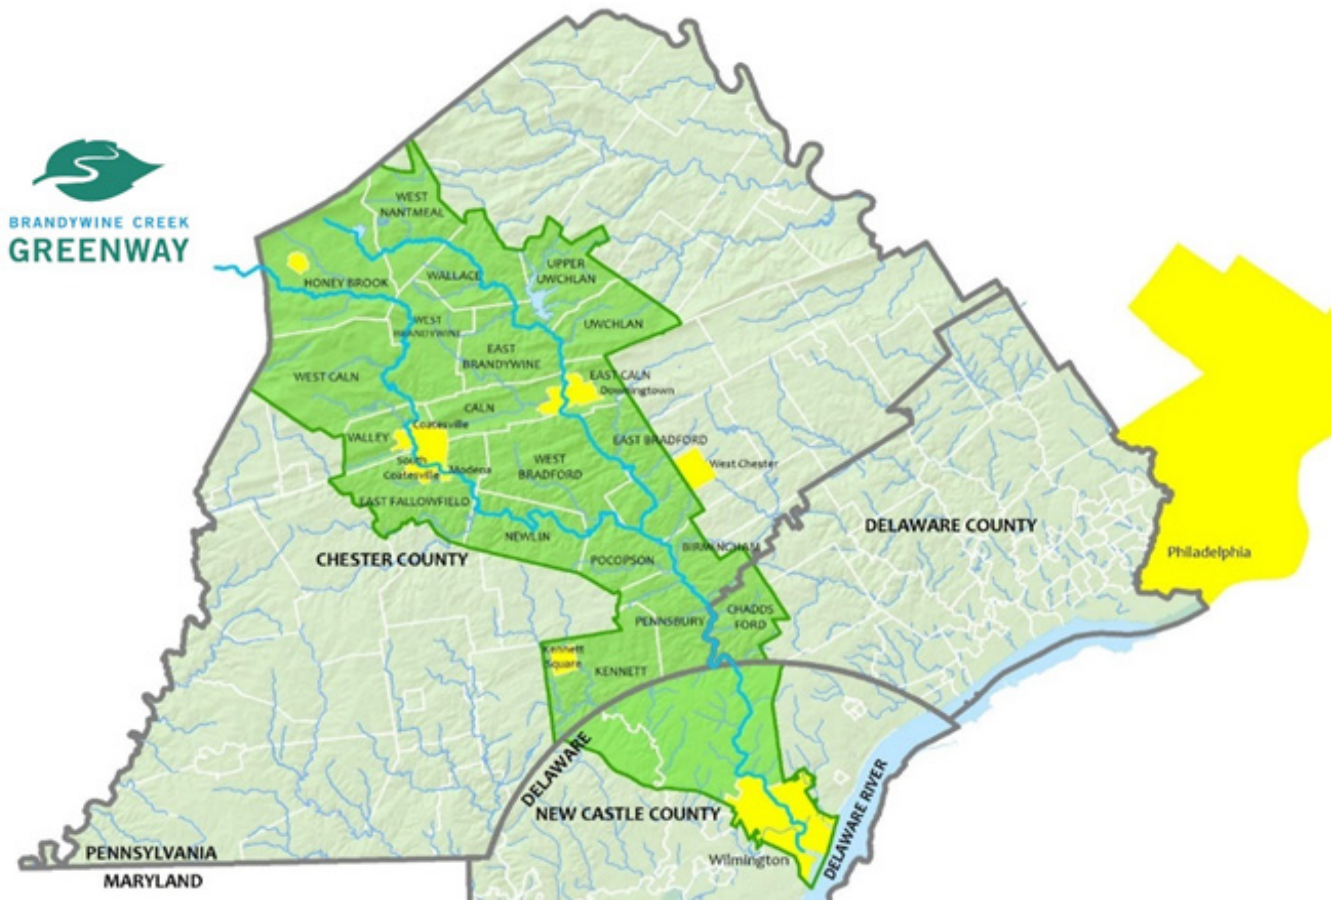 BRANDYWINE CREEK
GREENWAY
WEST
NANTMEAL
HONEY BROOK
WALLACE
UPPER
UWCHLAN
WEST
BRANDYWINE
UWCHLAN
EAST
BRANDYWINE
WEST CALN
EAST CALN
Downingtown
CALN
Coatesville
VALLEY
EAST BRADFORD
South
Coatesville
Modena
WEST
BRADFORD
West Chester
EAST FALLOWFIELD
NEWLIN
DELAWARE COUNTY
CHESTER COUNTY
POCOPSON
BIRMINGHAM
Philadelphia
PENNSBURY
CHADDS
FORD
Kennett
Square
KENNETT
DELAWARE
NEW CASTLE COUNTY
DELAWARE RIVER
Wilmington
PENNSYLVANIA
MARYLAND